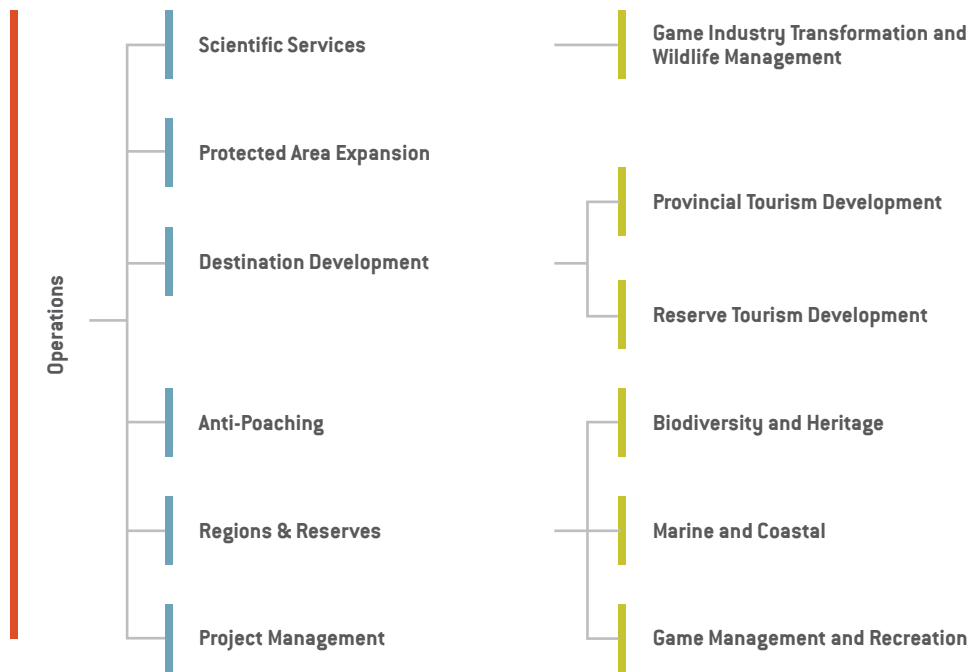 Operations
Scientific Services
Protected Area Expansion
Destination Development
Anti-Poaching
Regions & Reserves
Project Management
Game Industry Transformation and
Wildlife Management
Provincial Tourism Development
Reserve Tourism Development
Biodiversity and Heritage
Marine and Coastal
Game Management and Recreation